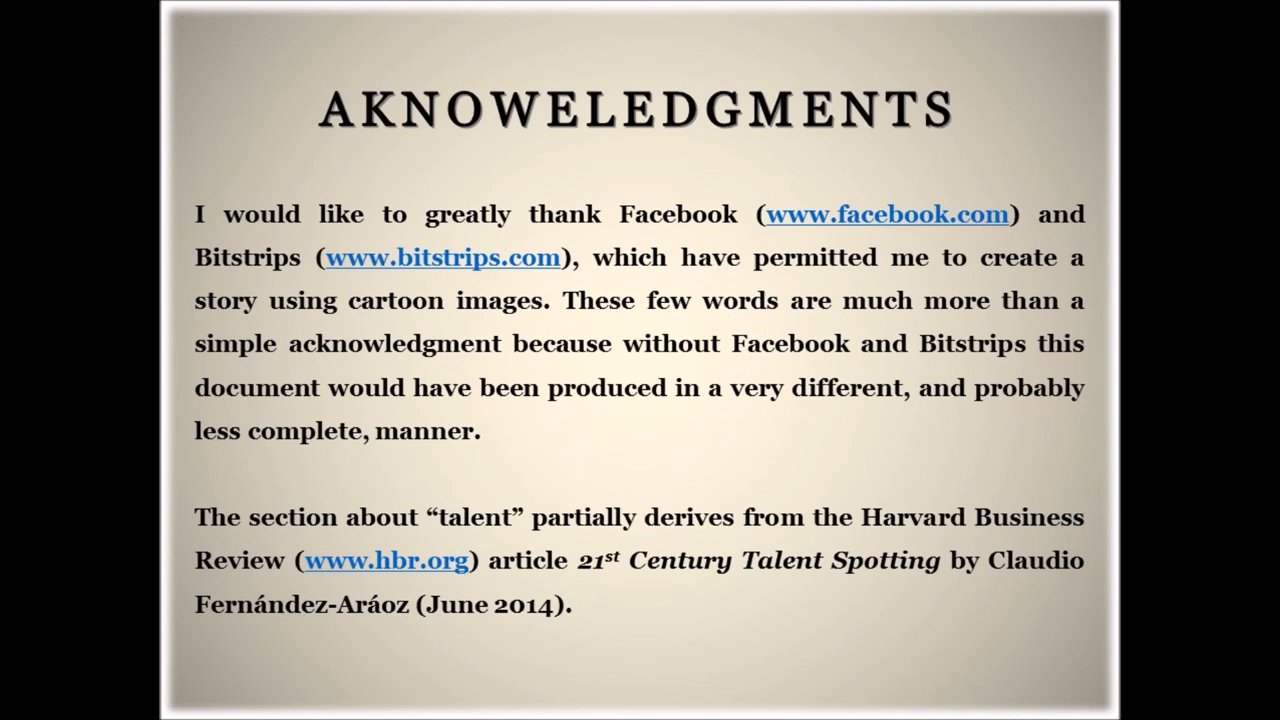 AKNOWELEDGMENTS
I would like to greatly thank Facebook (www.facebook.com) and
Bitstrips (www.bitstrips.com), which have permitted me to create a
story using cartoon images. These few words are much more than a
simple acknowledgment because without Facebook and Bitstrips this
document would have been produced in a very different, and probably
less complete, manner.
The section about “talent” partially derives from the Harvard Business
Review (www.hbr.org) article 21st Century Talent Spotting by Claudio
Fernández-Aráoz (June 2014).